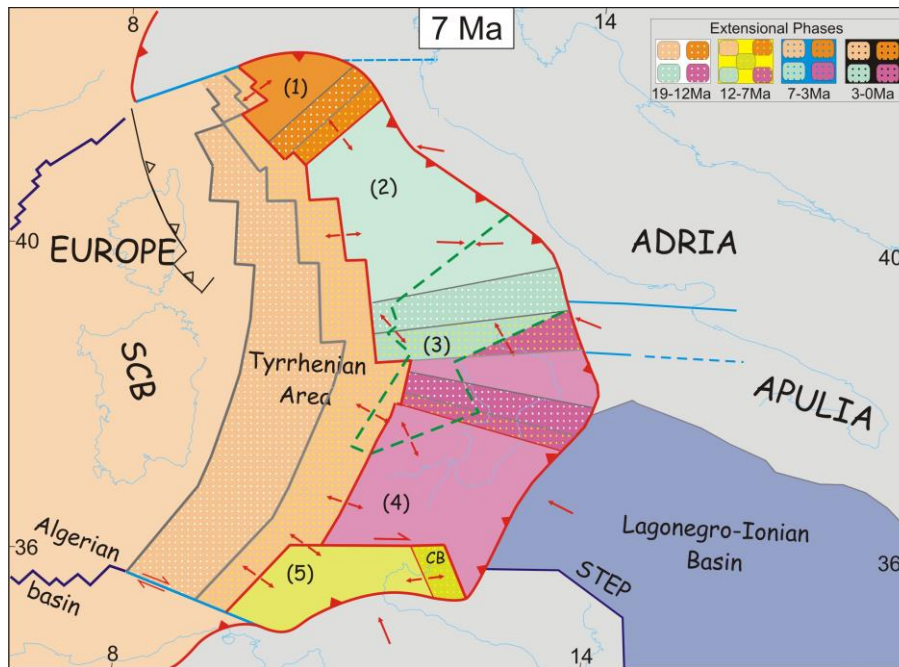 8
7 Ma
14
Extensional Phases
19-12Ma
12-7Ma
7-3Ma
3-0Ma
(1)
(2)
40
EUROPE
ADRIA
40
SCB
Tyrrhenian
Area
(3)
APULIA
(4)
Lagonegro-Ionian
Basin
Algerian
basin
36
(5)
CB
STEP
36
8
14